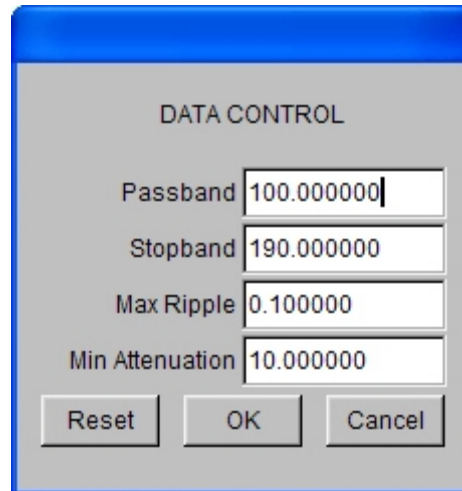 DATA CONTROL
Passband 100.000000
Stopband 190.000000
Max Ripple 0.100000
Min Attenuation 10.000000
Reset OK Cancel